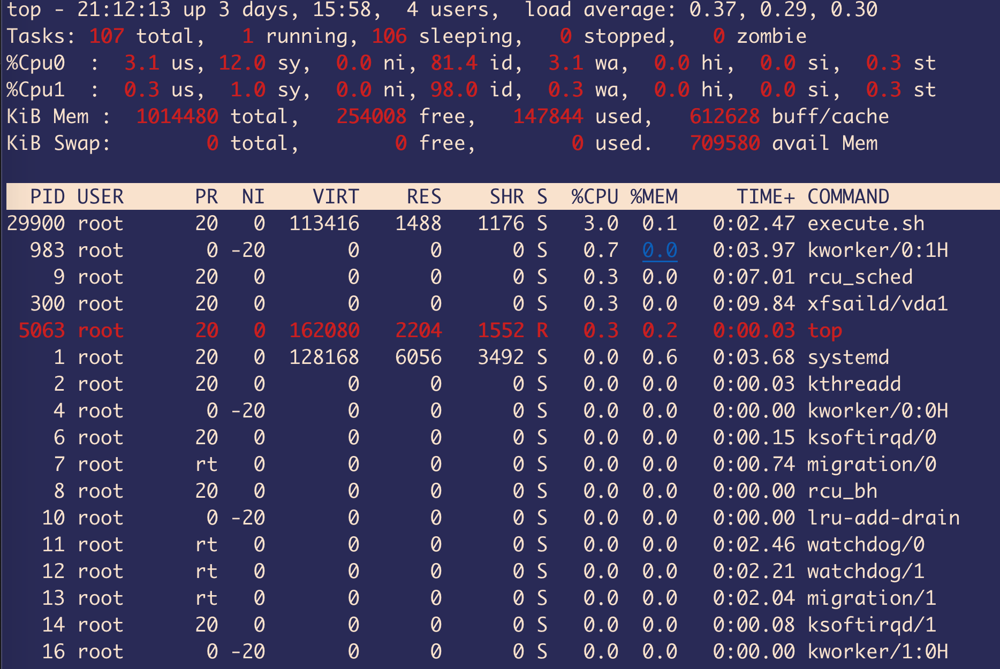 top - 21:12:13 up 3 days, 15:58,  4 users,  load average: 0.37, 0.29, 0.30
Tasks: 107 total,   1 running, 106 sleeping,   0 stopped,   0 zombie
%Cpu0  :  3.1 us, 12.0 sy,  0.0 ni, 81.4 id,  3.1 wa,  0.0 hi,  0.0 si,  0.3 st
%Cpu1  :  0.3 us,  1.0 sy,  0.0 ni, 98.0 id,  0.3 wa,  0.0 hi,  0.0 si,  0.3 st
KiB Mem :  1014480 total,   254008 free,   147844 used,   612628 buff/cache
KiB Swap:        0 total,        0 free,        0 used.   709580 avail Mem
  PID USER      PR  NI    VIRT    RES    SHR S  %CPU %MEM     TIME+ COMMAND
29900 root      20   0  113416   1488   1176 S   3.0  0.1   0:02.47 execute.sh
  983 root       0 -20       0      0      0 S   0.7  0.0   0:03.97 kworker/0:1H
    9 root      20   0       0      0      0 S   0.3  0.0   0:07.01 rcu_sched
  300 root      20   0       0      0      0 S   0.3  0.0   0:09.84 xfsaild/vda1
 5063 root      20   0  162080   2204   1552 R   0.3  0.2   0:00.03 top
    1 root      20   0  128168   6056   3492 S   0.0  0.6   0:03.68 systemd
    2 root      20   0       0      0      0 S   0.0  0.0   0:00.03 kthreadd
    4 root       0 -20       0      0      0 S   0.0  0.0   0:00.00 kworker/0:0H
    6 root      20   0       0      0      0 S   0.0  0.0   0:00.15 ksoftirqd/0
    7 root      rt   0       0      0      0 S   0.0  0.0   0:00.74 migration/0
    8 root      20   0       0      0      0 S   0.0  0.0   0:00.00 rcu_bh
   10 root       0 -20       0      0      0 S   0.0  0.0   0:00.00 lru-add-drain
   11 root      rt   0       0      0      0 S   0.0  0.0   0:02.46 watchdog/0
   12 root      rt   0       0      0      0 S   0.0  0.0   0:02.21 watchdog/1
   13 root      rt   0       0      0      0 S   0.0  0.0   0:02.04 migration/1
   14 root      20   0       0      0      0 S   0.0  0.0   0:00.08 ksoftirqd/1
   16 root       0 -20       0      0      0 S   0.0  0.0   0:00.00 kworker/1:0H